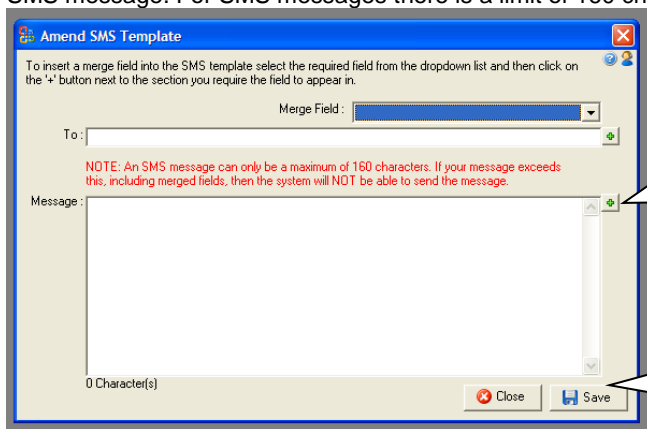 SMS message. For SMS messages there is a limit of 160 ch
Amend SMS Template
To insert a merge field into the SMS template select the required field from the dropdown list and then click on
the '+' button next to the section you require the field to appear in.
Merge Field :
To :
NOTE: An SMS message can only be a maximum of 160 characters. If your message exceeds
this, including merged fields, then the system will NOT be able to send the message.
Message :
0 Character(s)
Close
Save